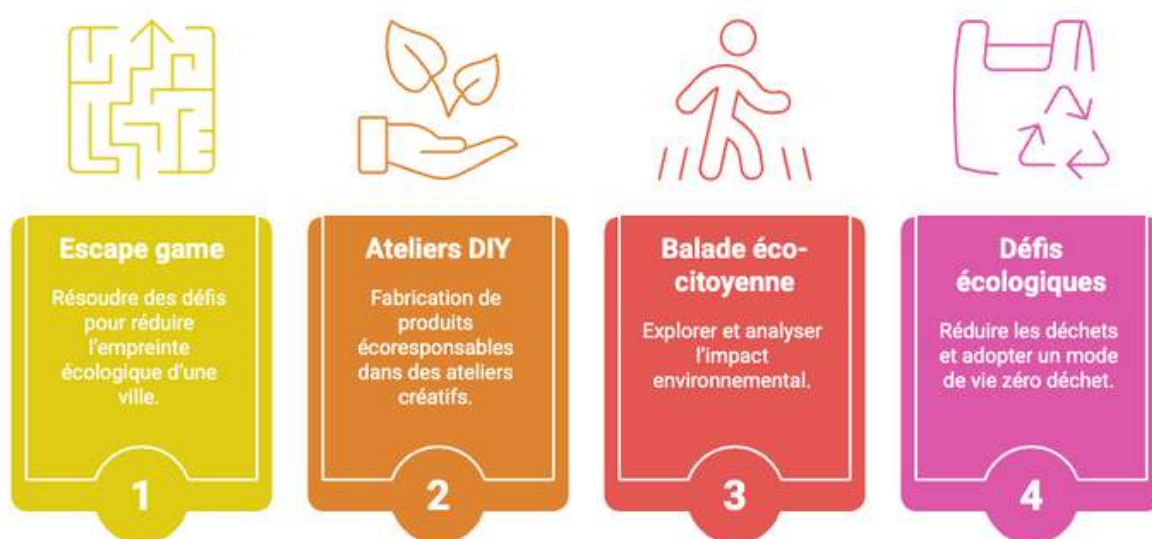 Escape game
Résoudre des défis
pour réduire
l'empreinte
écologique d'une
ville.
1
Ateliers DIY
Fabrication de
produits
écoresponsables
dans des ateliers
créatifs.
2
Balade éco-
citoyenne
Explorer et analyser
l'impact
environnemental.
3
Défis
écologiques
Réduire les déchets
et adopter un mode
de vie zéro déchet.
4